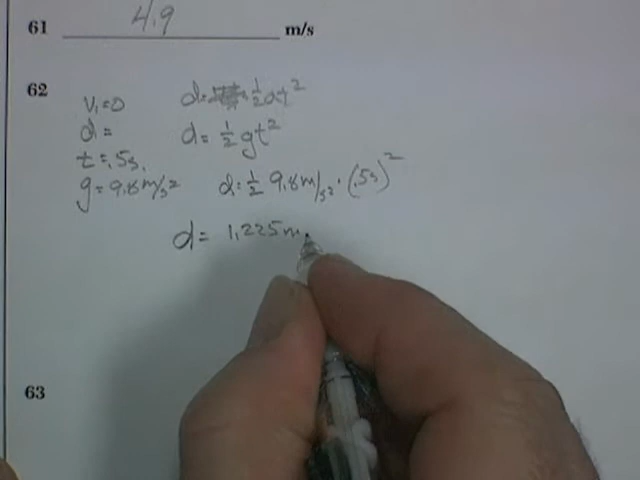 61 4.9 m/s
62
v₁=0 d= ½at²
d= d=½gt²
t=.5s.
g=9.8m/s² d=½ 9.8m/s²·(.5s)²
d= 1.225m
63